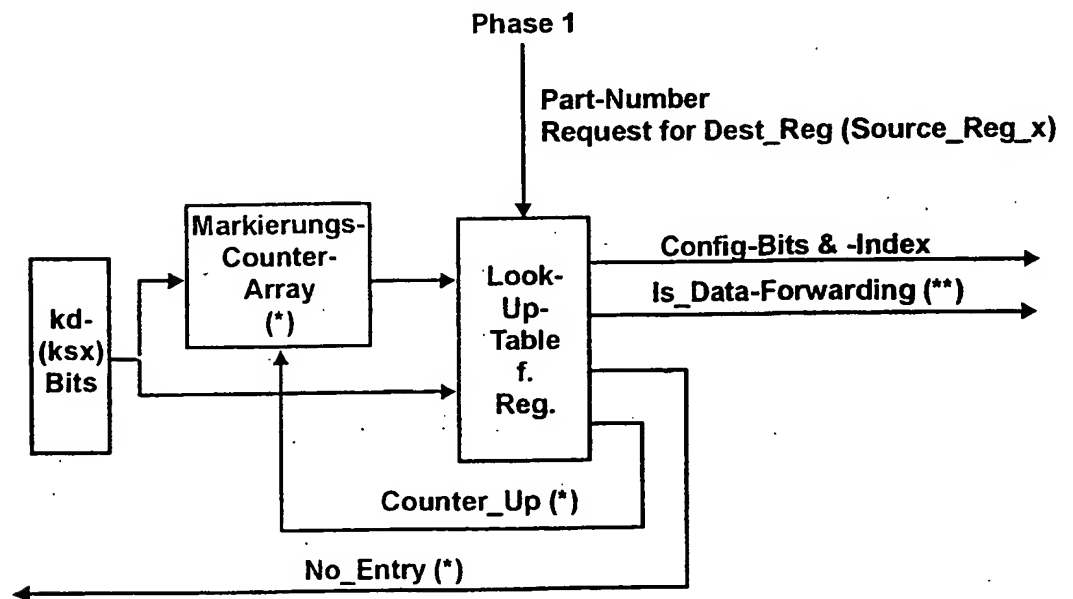 Phase 1
Part-Number
Request for Dest_Reg (Source_Reg_x)
Markierungs-
Counter-
Array
(*)
kd-
(ksx)
Bits
Look-
Up-
Table
f.
Reg.
Config-Bits & -Index
Is_Data-Forwarding (**)
Counter_Up (*)
No_Entry (*)